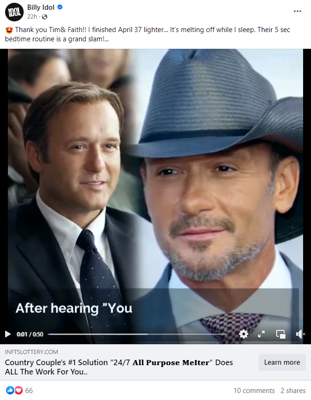 IDOL
Billy Idol
22h
Thank you Tim& Faith!! I finished April 37 lighter... It's melting off while I sleep. Their 5 sec
bedtime routine is a grand slam!...
After hearing "You
0:01 / 0:50
INFTSLOTTERY.COM
Country Couple's #1 Solution "24/7 𝐀𝐥𝐥 𝐏𝐮𝐫𝐩𝐨𝐬𝐞 𝐌𝐞𝐥𝐭𝐞𝐫" Does
ALL The Work For You..
Learn more
66
10 comments 2 shares